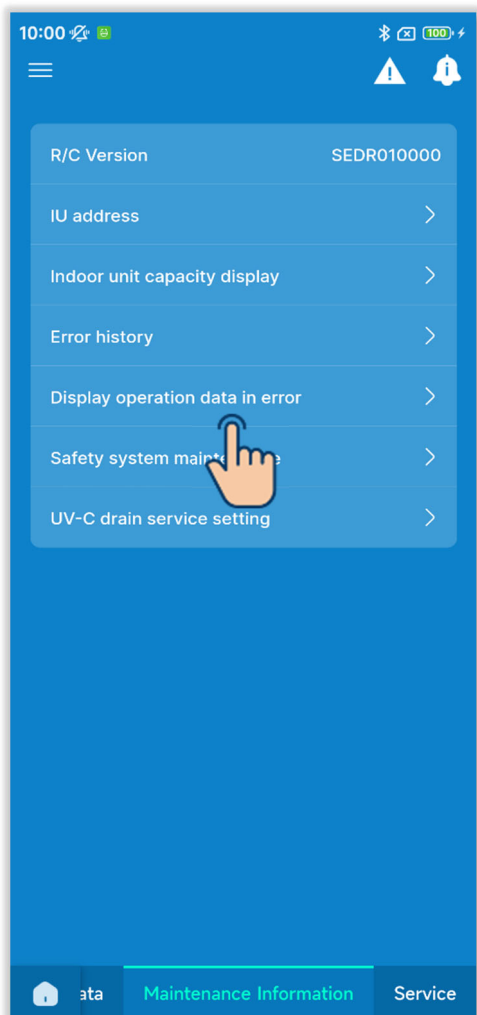 10:00
100
R/C Version SEDR010000
IU address
Indoor unit capacity display
Error history
Display operation data in error
Safety system
UV-C drain service setting
ata Maintenance Information Service